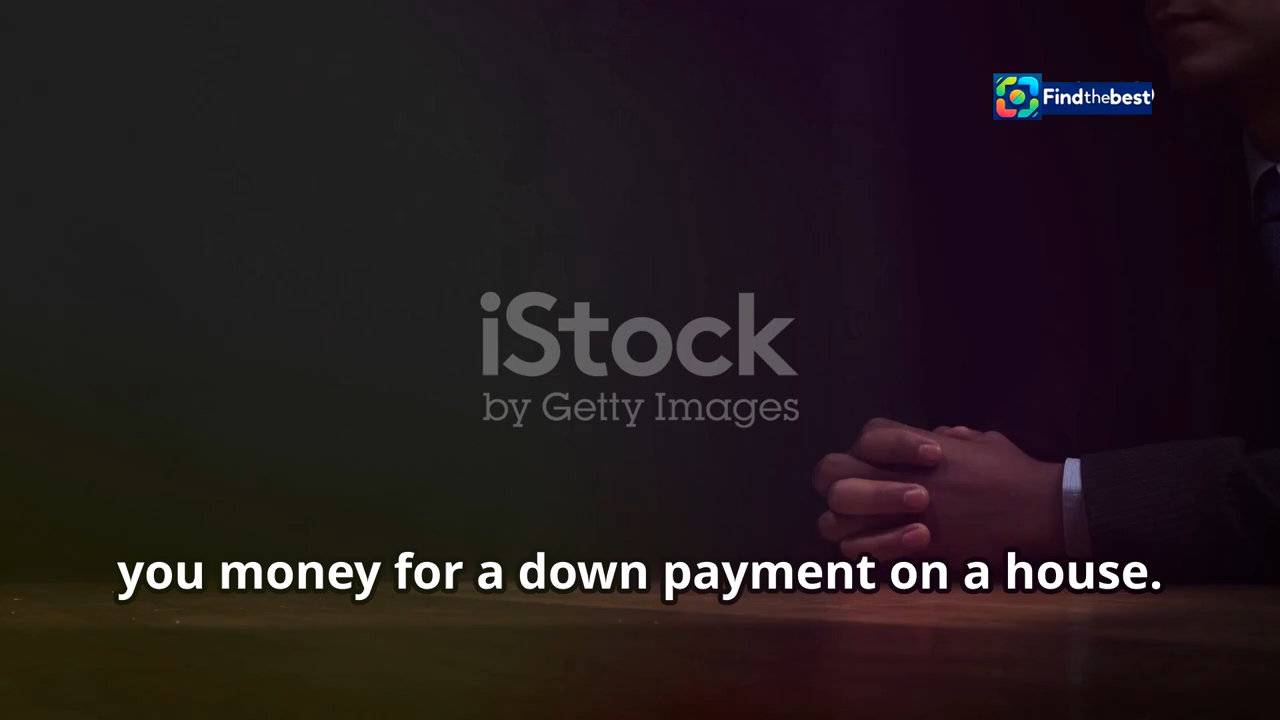 Findthebest
iStock
by Getty Images
you money for a down payment on a house.